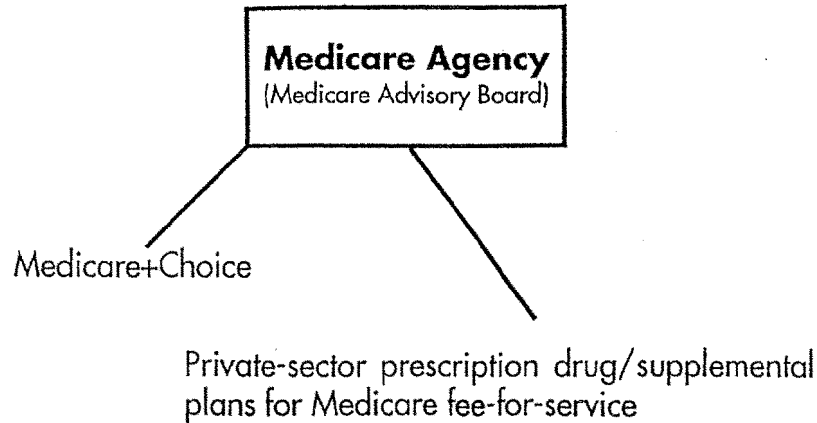 Medicare Agency
(Medicare Advisory Board)
Medicare+Choice
Private-sector prescription drug/supplemental
plans for Medicare fee-for-service